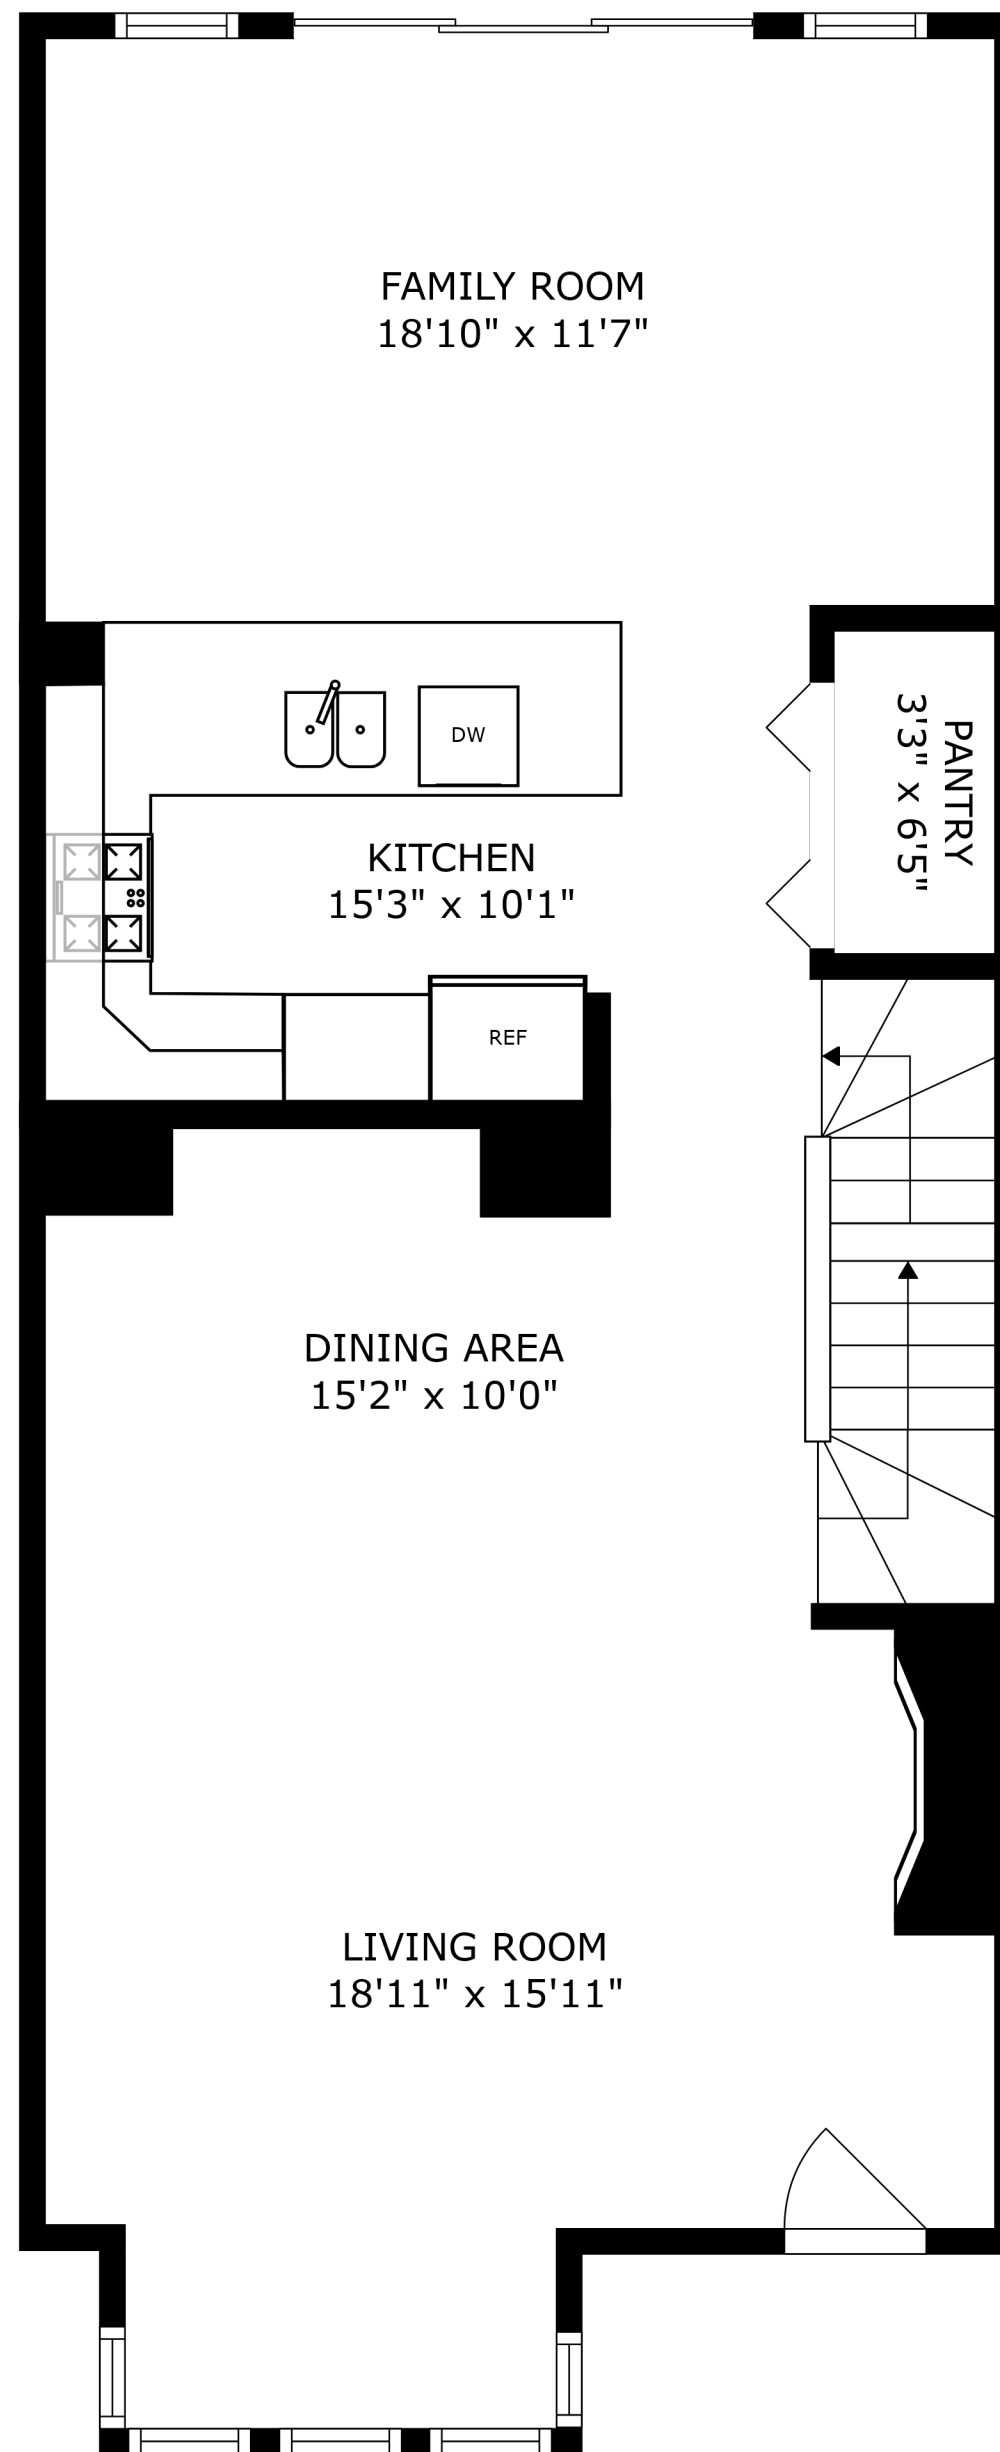 FAMILY ROOM
18'10" x 11'7"
DW
PANTRY
3'3" x 6'5"
KITCHEN
15'3" x 10'1"
REF
DINING AREA
15'2" x 10'0"
LIVING ROOM
18'11" x 15'11"